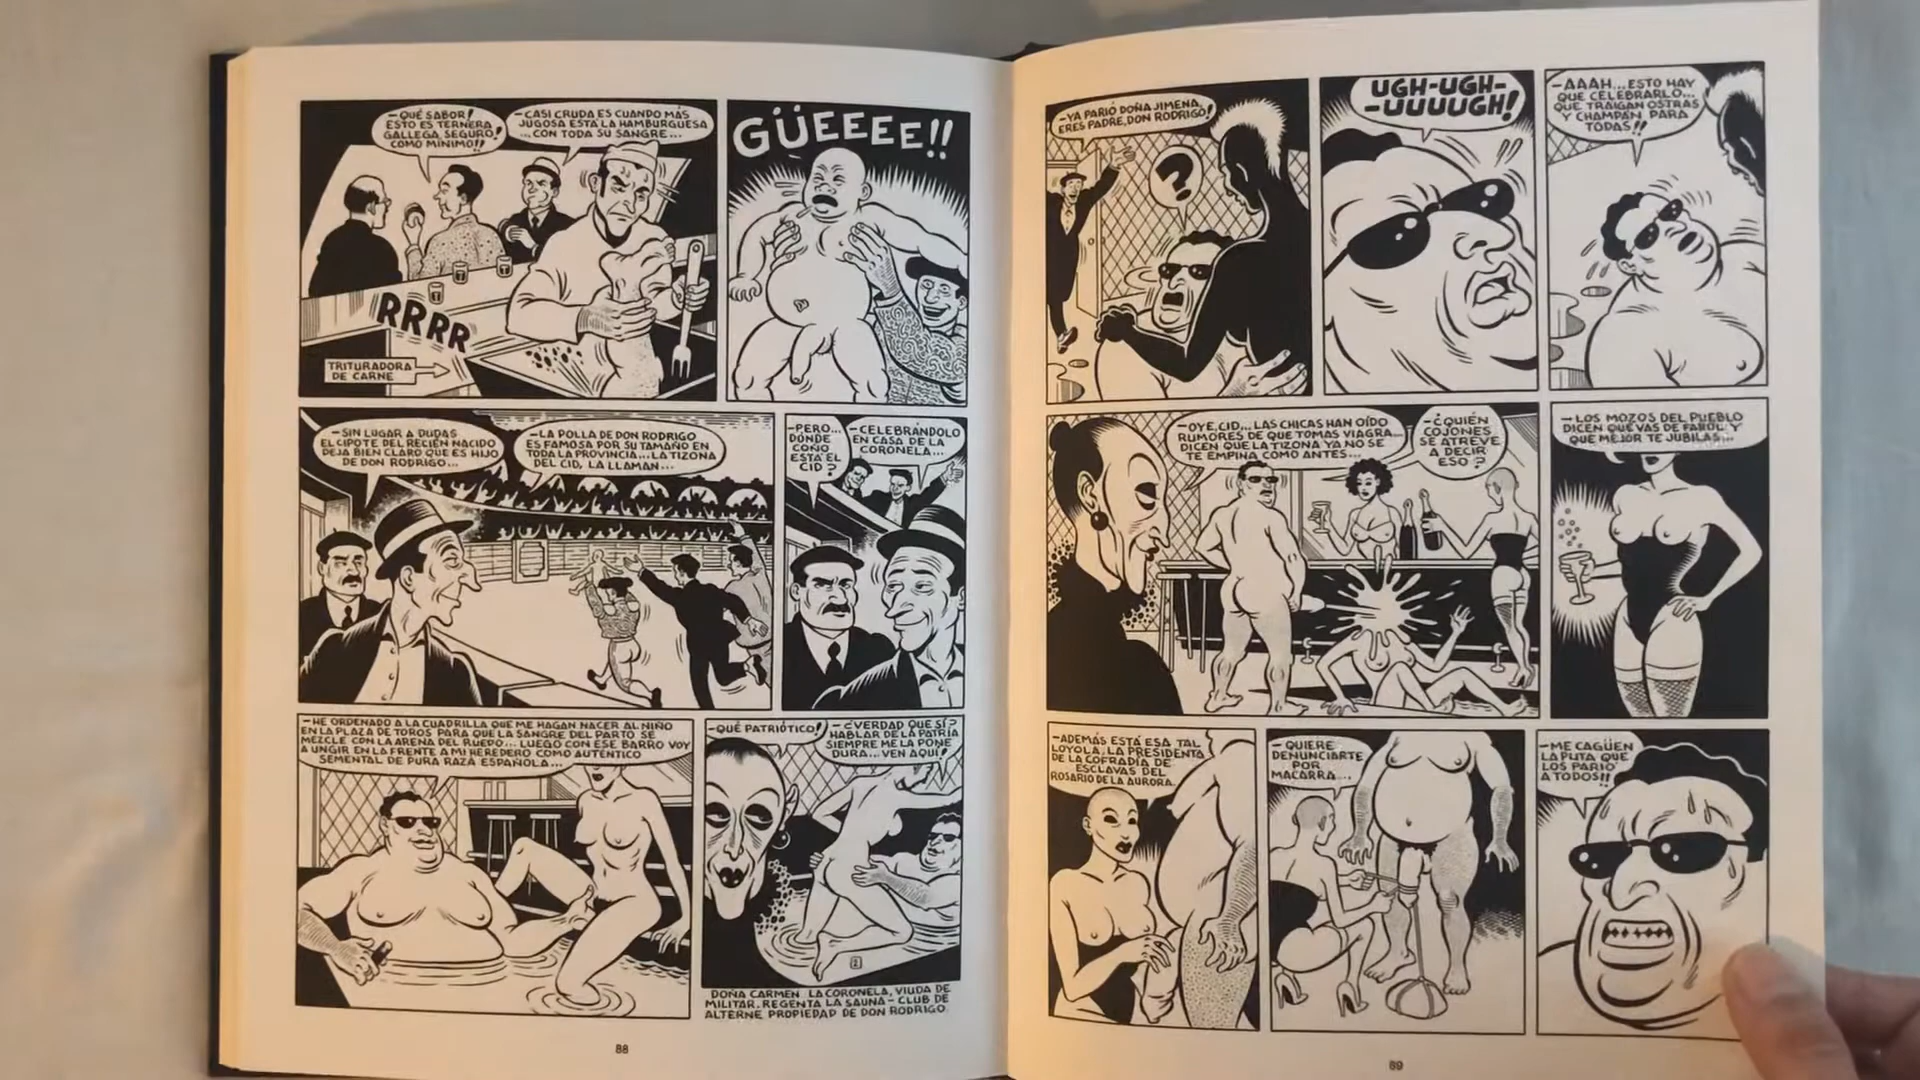 -QUÉ SABOR!
ESTO ES TERNERA
GALLEGA, SEGURO!
COMO MÍNIMO!!
-CASI CRUDA ES CUANDO MÁS
JUGOSA ESTÁ LA HAMBURGUESA
...CON TODA SU SANGRE...
RRRR
TRITURADORA
DE CARNE
GÜEEEE!!
-SIN LUGAR A DUDAS
EL CIPOTE DEL RECIÉN NACIDO
DEJA BIEN CLARO QUE ES HIJO
DE DON RODRIGO...
-LA POLLA DE DON RODRIGO
ES FAMOSA POR SU TAMAÑO EN
TODA LA PROVINCIA...LA TIZONA
DEL CID, LA LLAMAN...
-PERO...
DÓNDE
COÑO
ESTÁ EL
CID?
-CELEBRÁNDOLO
EN CASA DE LA
CORONELA...
-HE ORDENADO A LA CUADRILLA QUE ME HAGAN NACER AL NIÑO
EN LA PLAZA DE TOROS PARA QUE LA SANGRE DEL PARTO SE
MEZCLE CON LA ARENA DEL RUEDO...LUEGO CON ESE BARRO VOY
A UNGIR EN LA FRENTE A MI HEREDERO COMO AUTÉNTICO
SEMENTAL DE PURA RAZA ESPAÑOLA...
-QUÉ PATRIÓTICO!
-¿VERDAD QUE SÍ?
HABLAR DE LA PATRIA
SIEMPRE ME LA PONE
DURA... VEN AQUÍ!
DOÑA CARMEN LA CORONELA, VIUDA DE
MILITAR, REGENTA LA SAUNA-CLUB DE
ALTERNE PROPIEDAD DE DON RODRIGO.
88
-YA PARIÓ DOÑA JIMENA,
ERES PADRE, DON RODRIGO!
?
UGH-UGH-
-UUUUGH!
-AAAH...ESTO HAY
QUE CELEBRARLO...
QUE TRAIGAN OSTRAS
Y CHAMPÁN PARA
TODAS!!
-OYE, CID... LAS CHICAS HAN OÍDO
RUMORES DE QUE TOMAS VIAGRA...
DICEN QUE LA TIZONA YA NO SE
TE EMPINA COMO ANTES...
-¿QUIÉN
COJONES
SE ATREVE
A DECIR
ESO?
-LOS MOZOS DEL PUEBLO
DICEN QUE VAS DE FAROL Y
QUE MEJOR TE JUBILAS...
-ADEMÁS ESTÁ ESA TAL
LOYOLA, LA PRESIDENTA
DE LA COFRADÍA DE
ESCLAVAS DEL
ROSARIO DE LA AURORA.
-QUIERE
DENUNCIARTE
POR
MACARRA...
-ME CAGÜEN
LA PUTA QUE
LOS PARIÓ
A TODOS!!
89